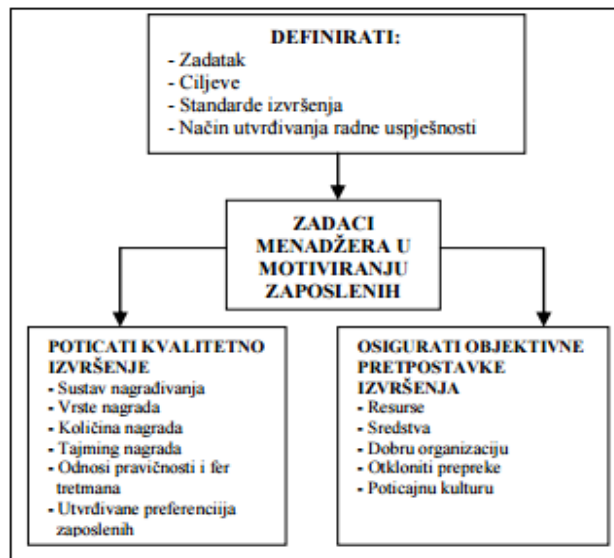 DEFINIRATI:
- Zadatak
- Ciljeve
- Standarde izvršenja
- Način utvrđivanja radne uspješnosti
ZADACI
MENADŽERA U
MOTIVIRANJU
ZAPOSLENIH
POTICATI KVALITETNO
IZVRŠENJE
- Sustav nagrađivanja
- Vrste nagrada
- Količina nagrada
- Tajming nagrada
- Odnosi pravičnosti i fer
tretmana
- Utvrđivane preferenciija
zaposlenih
OSIGURATI OBJEKTIVNE
PRETPOSTAVKE
IZVRŠENJA
- Resurse
- Sredstva
- Dobru organizaciju
- Otkloniti prepreke
- Poticajnu kulturu